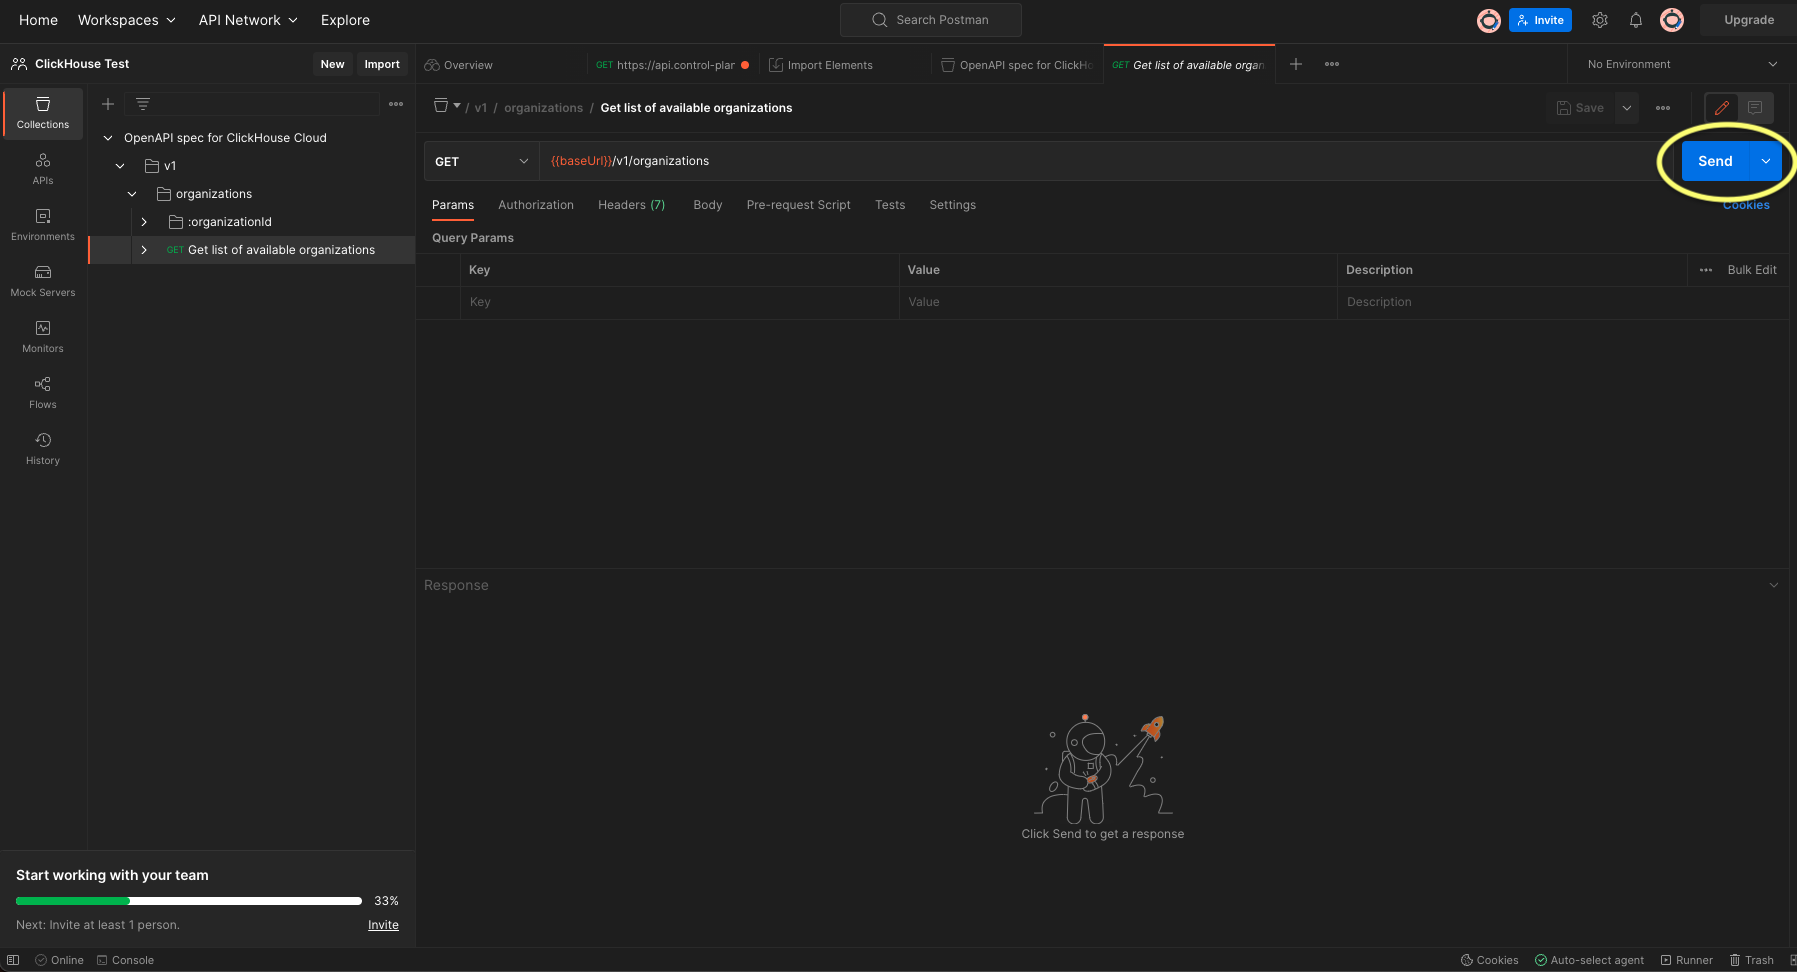 Home Workspaces API Network Explore Search Postman Invite Upgrade
ClickHouse Test New Import
Overview GET https://api.control-plar Import Elements OpenAPI spec for ClickHo GET Get list of available organ No Environment
/ v1 / organizations / Get list of available organizations Save
Collections
APIs
Environments
Mock Servers
Monitors
Flows
History
OpenAPI spec for ClickHouse Cloud
v1
organizations
:organizationId
GET Get list of available organizations
GET {{baseUrl}}/v1/organizations Send
Params Authorization Headers (7) Body Pre-request Script Tests Settings Cookies
Query Params
Key Value Description Bulk Edit
Key Value Description
Response
Click Send to get a response
Start working with your team
33%
Next: Invite at least 1 person. Invite
Online Console Cookies Auto-select agent Runner Trash